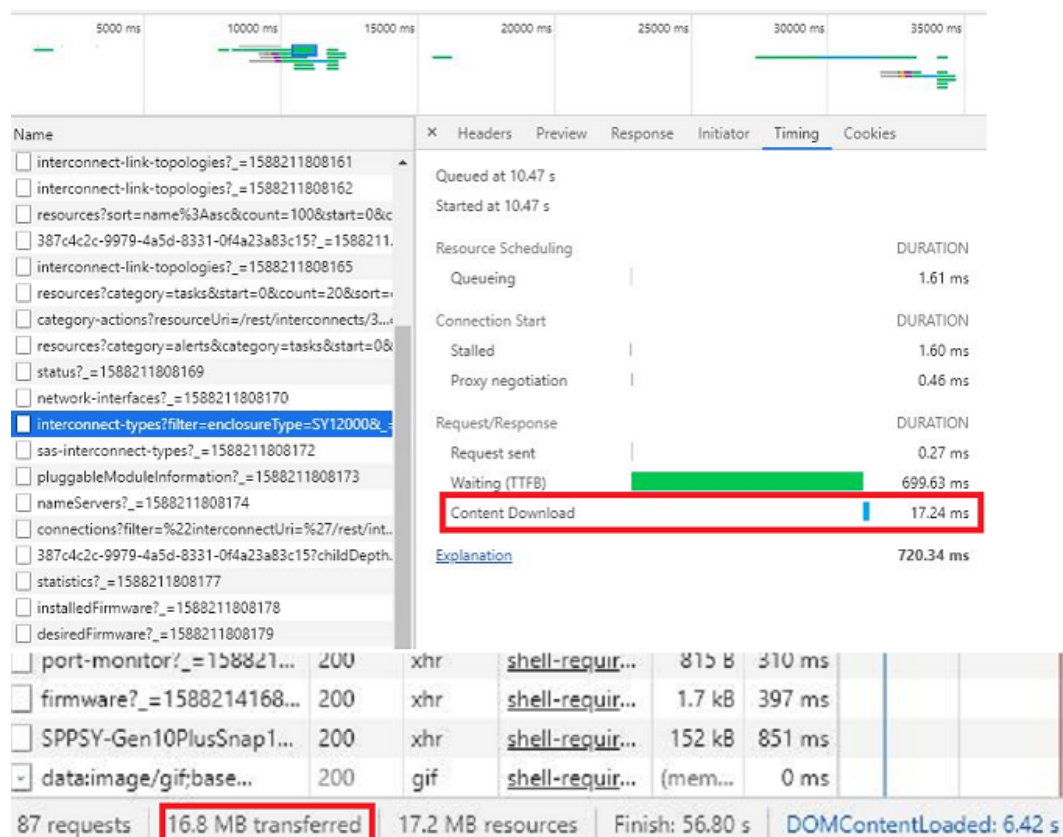 5000 ms 10000 ms 15000 ms 20000 ms 25000 ms 30000 ms 35000 ms
Name
× Headers Preview Response Initiator Timing Cookies
interconnect-link-topologies?_=1588211808161
interconnect-link-topologies?_=1588211808162
resources?sort=name%3Aasc&count=100&start=0&c
387c4c2c-9979-4a5d-8331-0f4a23a83c15?_=1588211.
interconnect-link-topologies?_=1588211808165
resources?category=tasks&start=0&count=20&sort=
category-actions?resourceUri=/rest/interconnects/3...
resources?category=alerts&category=tasks&start=0&
status?_=1588211808169
network-interfaces?_=1588211808170
interconnect-types?filter=enclosureType=SY12000&_=
sas-interconnect-types?_=1588211808172
pluggableModuleInformation?_=1588211808173
nameServers?_=1588211808174
connections?filter=%22interconnectUri=%27/rest/int..
387c4c2c-9979-4a5d-8331-0f4a23a83c15?childDepth.
statistics?_=1588211808177
installedFirmware?_=1588211808178
desiredFirmware?_=1588211808179
Queued at 10.47 s
Started at 10.47 s
Resource Scheduling DURATION
Queueing 1.61 ms
Connection Start DURATION
Stalled 1.60 ms
Proxy negotiation 0.46 ms
Request/Response DURATION
Request sent 0.27 ms
Waiting (TTFB) 699.63 ms
Content Download 17.24 ms
Explanation 720.34 ms
port-monitor?_=158821... 200 xhr shell-requir... 815 B 310 ms
firmware?_=1588214168... 200 xhr shell-requir... 1.7 kB 397 ms
SPPSY-Gen10PlusSnap1... 200 xhr shell-requir... 152 kB 851 ms
data:image/gif;base... 200 gif shell-requir... (mem... 0 ms
87 requests 16.8 MB transferred 17.2 MB resources Finish: 56.80 s DOMContentLoaded: 6.42 s